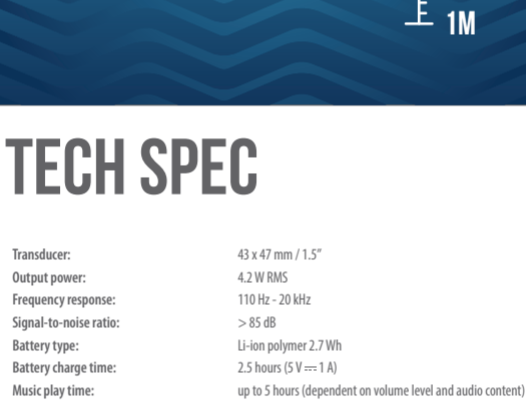 1M
TECH SPEC
Transducer: 43 x 47 mm / 1.5"
Output power: 4.2 W RMS
Frequency response: 110 Hz - 20 kHz
Signal-to-noise ratio: > 85 dB
Battery type: Li-ion polymer 2.7 Wh
Battery charge time: 2.5 hours (5 V ⎓ 1 A)
Music play time: up to 5 hours (dependent on volume level and audio content)